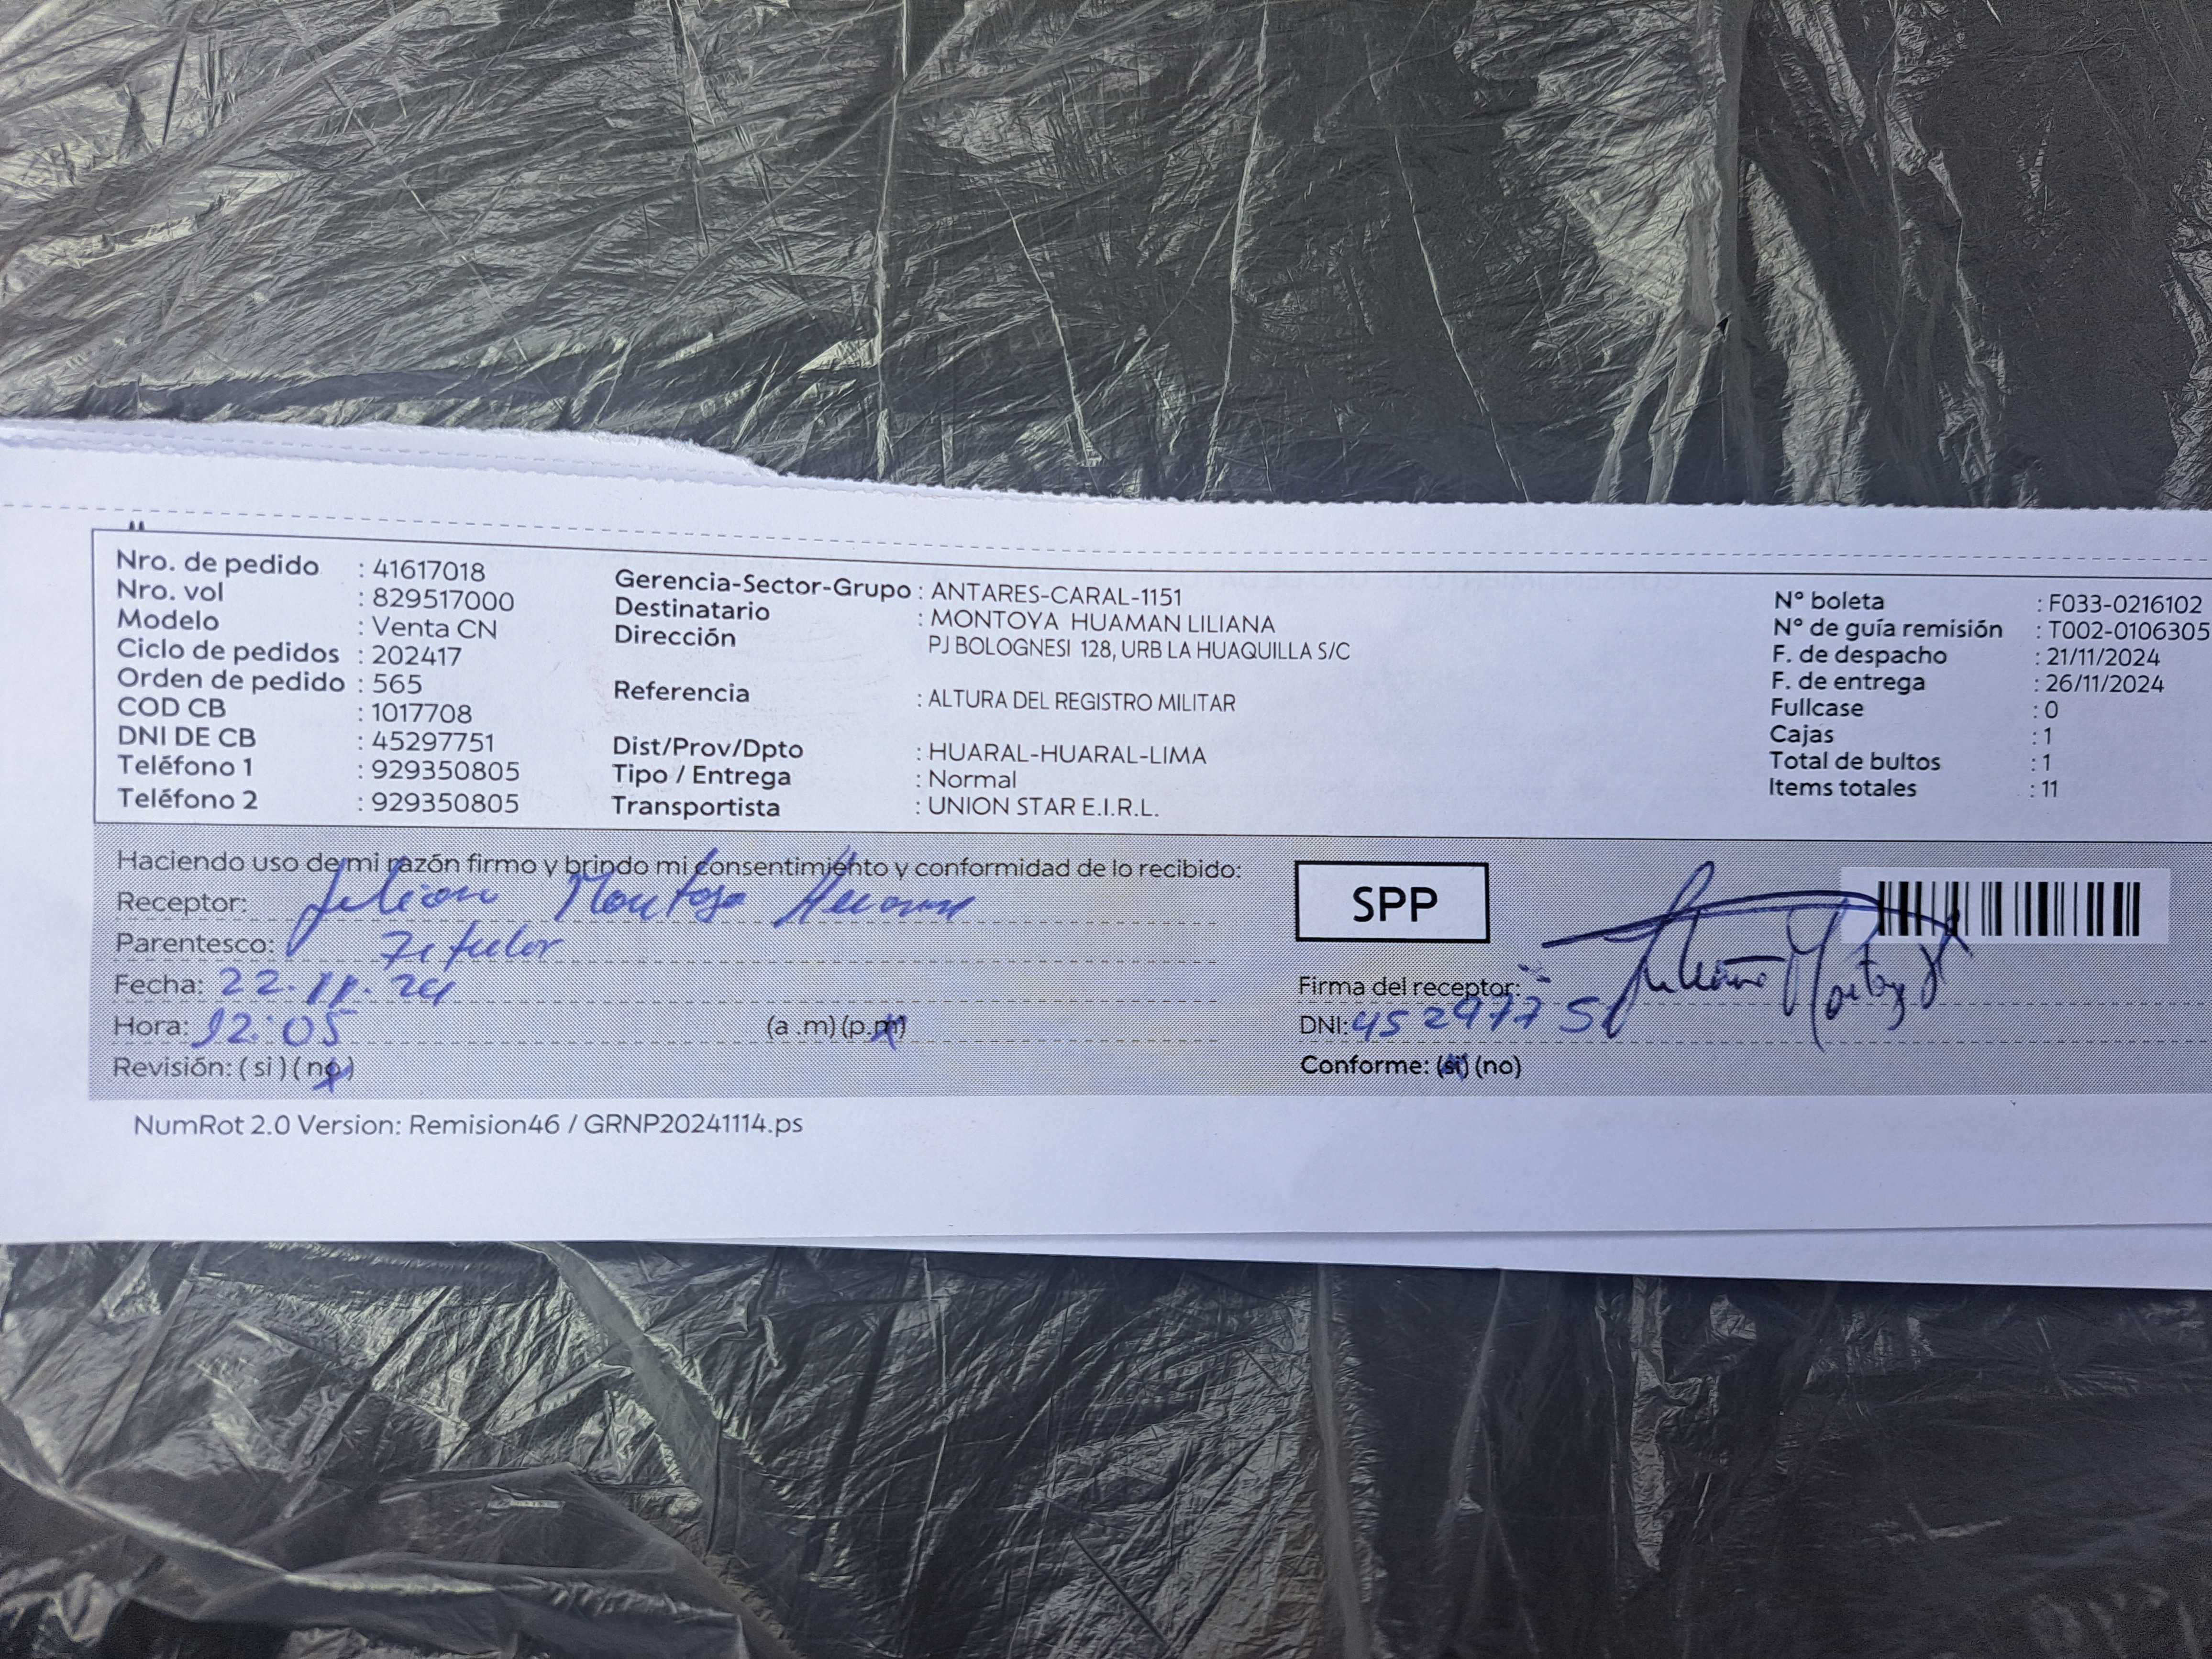 Nro. de pedido : 41617018
Nro. vol : 829517000
Modelo : Venta CN
Ciclo de pedidos : 202417
Orden de pedido : 565
COD CB : 1017708
DNI DE CB : 45297751
Teléfono 1 : 929350805
Teléfono 2 : 929350805
Gerencia-Sector-Grupo : ANTARES-CARAL-1151
Destinatario : MONTOYA HUAMAN LILIANA
Dirección PJ BOLOGNESI 128, URB LA HUAQUILLA S/C
Referencia : ALTURA DEL REGISTRO MILITAR
Dist/Prov/Dpto : HUARAL-HUARAL-LIMA
Tipo / Entrega : Normal
Transportista : UNION STAR E.I.R.L.
N° boleta : F033-0216102
N° de guía remisión : T002-0106305
F. de despacho : 21/11/2024
F. de entrega : 26/11/2024
Fullcase : 0
Cajas : 1
Total de bultos : 1
Items totales : 11
Haciendo uso de mi razón firmo y brindo mi consentimiento y conformidad de lo recibido:
Receptor: Liliana Montoya Huaman
Parentesco: Titular
Fecha: 22.11.24
Hora: 12:05 (a .m) (p.m)
Revisión: ( si ) ( no )
SPP
Firma del receptor: Liliana Montoya H
DNI: 45297751
Conforme: (si) (no)
NumRot 2.0 Version: Remision46 / GRNP20241114.ps